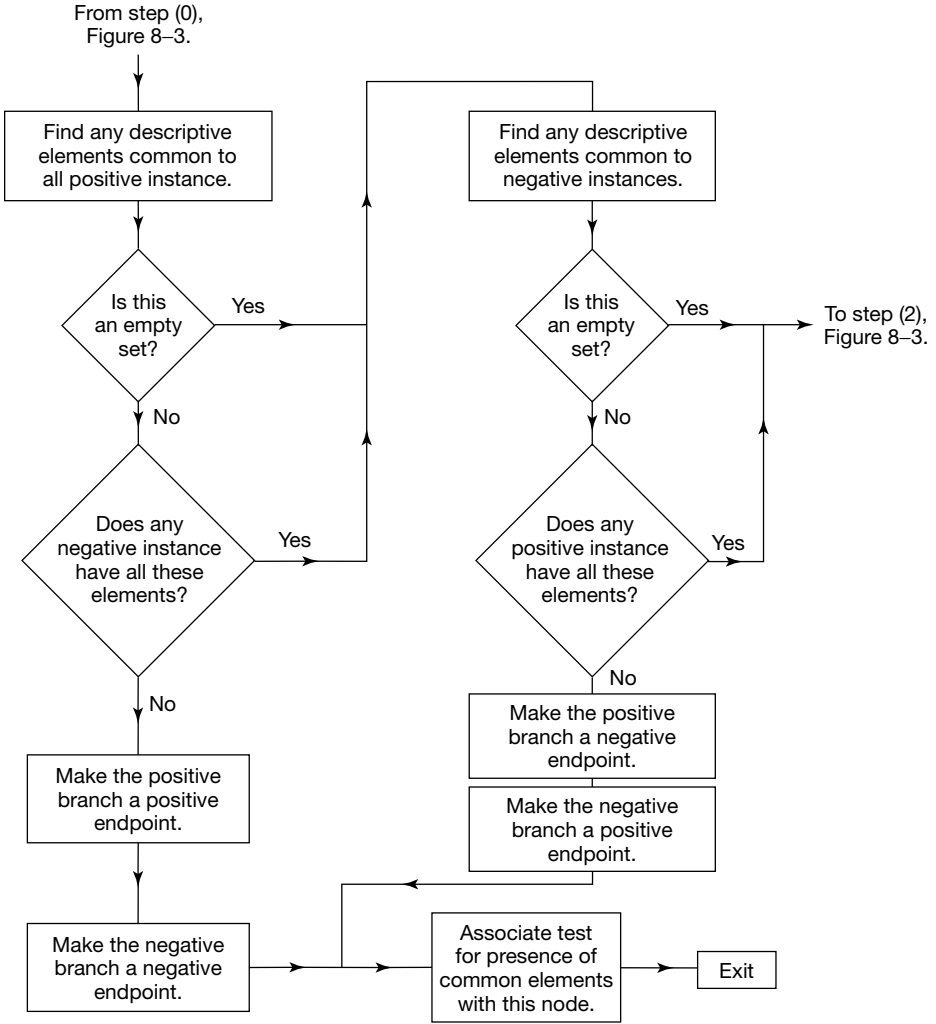 From step (0),
Figure 8–3.
Find any descriptive
elements common to
all positive instance.
Is this
an empty
set?
Yes
No
Does any
negative instance
have all these
elements?
Yes
No
Make the positive
branch a positive
endpoint.
Make the negative
branch a negative
endpoint.
Find any descriptive
elements common to
negative instances.
Is this
an empty
set?
Yes
To step (2),
Figure 8–3.
No
Does any
positive instance
have all these
elements?
Yes
No
Make the positive
branch a negative
endpoint.
Make the negative
branch a positive
endpoint.
Associate test
for presence of
common elements
with this node.
Exit